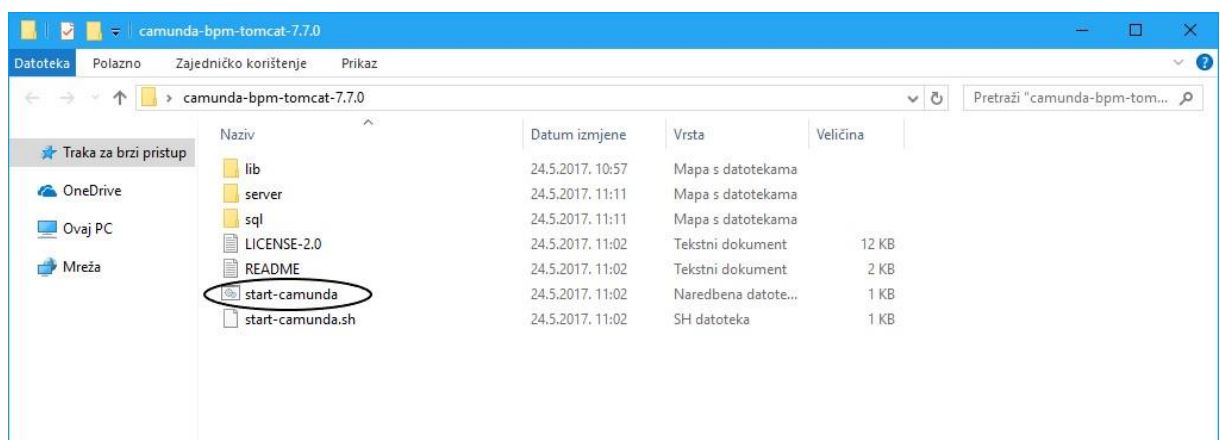 camunda-bpm-tomcat-7.7.0
Datoteka Polazno Zajedničko korištenje Prikaz
camunda-bpm-tomcat-7.7.0 Pretraži "camunda-bpm-tom...
Naziv Datum izmjene Vrsta Veličina
Traka za brzi pristup
OneDrive
Ovaj PC
Mreža
lib 24.5.2017. 10:57 Mapa s datotekama
server 24.5.2017. 11:11 Mapa s datotekama
sql 24.5.2017. 11:11 Mapa s datotekama
LICENSE-2.0 24.5.2017. 11:02 Tekstni dokument 12 KB
README 24.5.2017. 11:02 Tekstni dokument 2 KB
start-camunda 24.5.2017. 11:02 Naredbena datote... 1 KB
start-camunda.sh 24.5.2017. 11:02 SH datoteka 1 KB